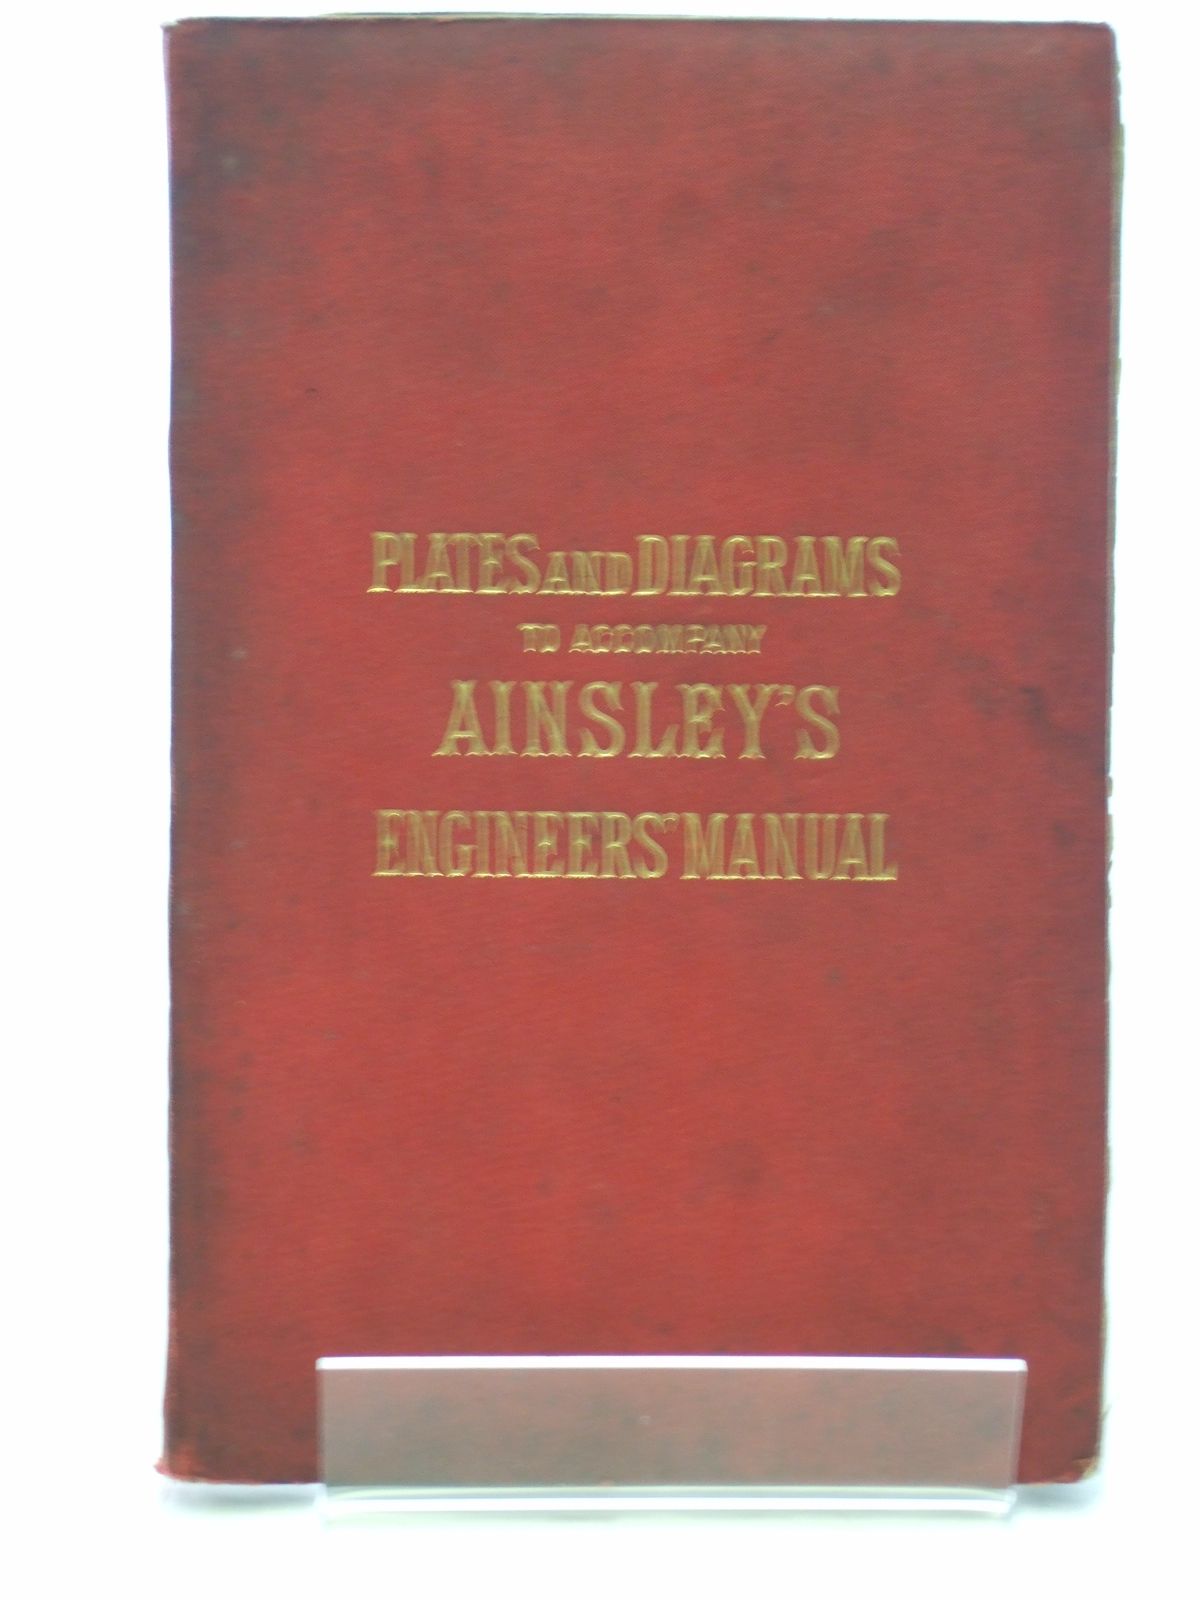 PLATES AND DIAGRAMS
TO ACCOMPANY
AINSLEY'S
ENGINEERS' MANUAL